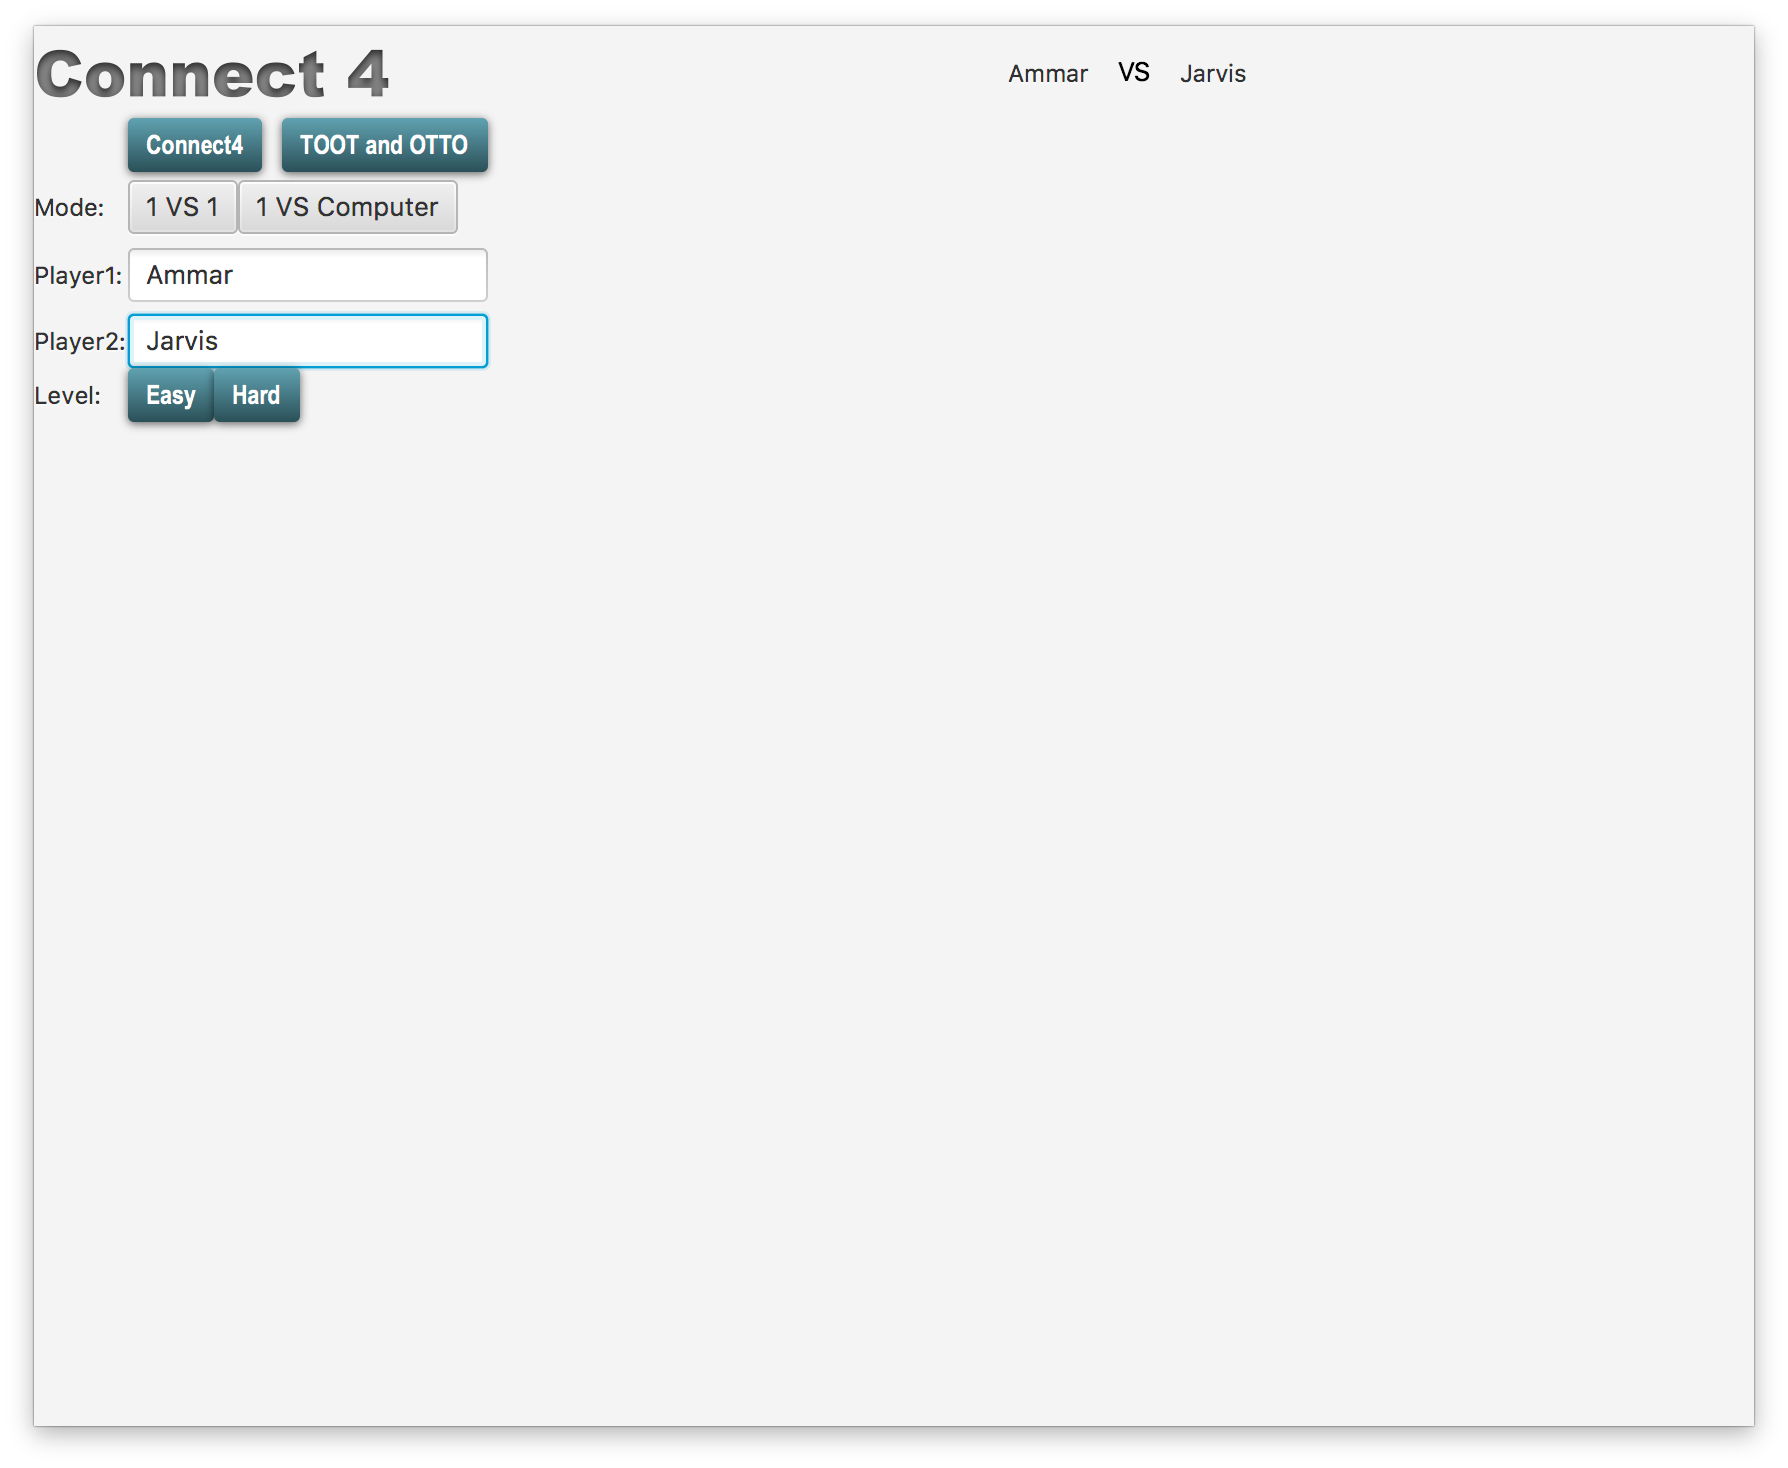 Connect 4
Ammar VS Jarvis
Connect4 TOOT and OTTO
Mode: 1 VS 1 1 VS Computer
Player1: Ammar
Player2: Jarvis
Level: Easy Hard